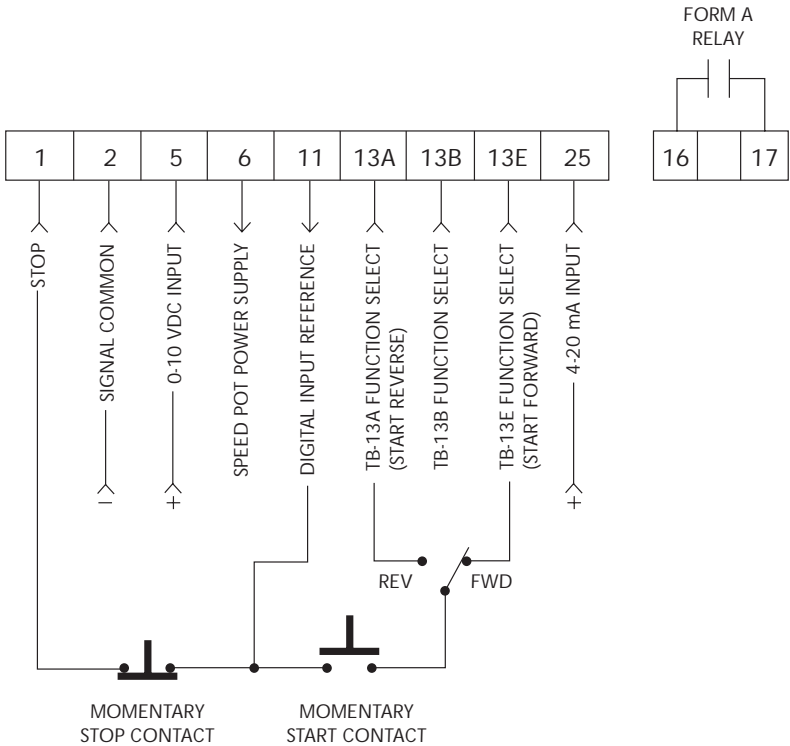 FORM A
RELAY
1 2 5 6 11 13A 13B 13E 25 16 17
STOP
SIGNAL COMMON
0-10 VDC INPUT
SPEED POT POWER SUPPLY
DIGITAL INPUT REFERENCE
TB-13A FUNCTION SELECT
(START REVERSE)
TB-13B FUNCTION SELECT
TB-13E FUNCTION SELECT
(START FORWARD)
4-20 mA INPUT
– + +
REV FWD
MOMENTARY
STOP CONTACT
MOMENTARY
START CONTACT